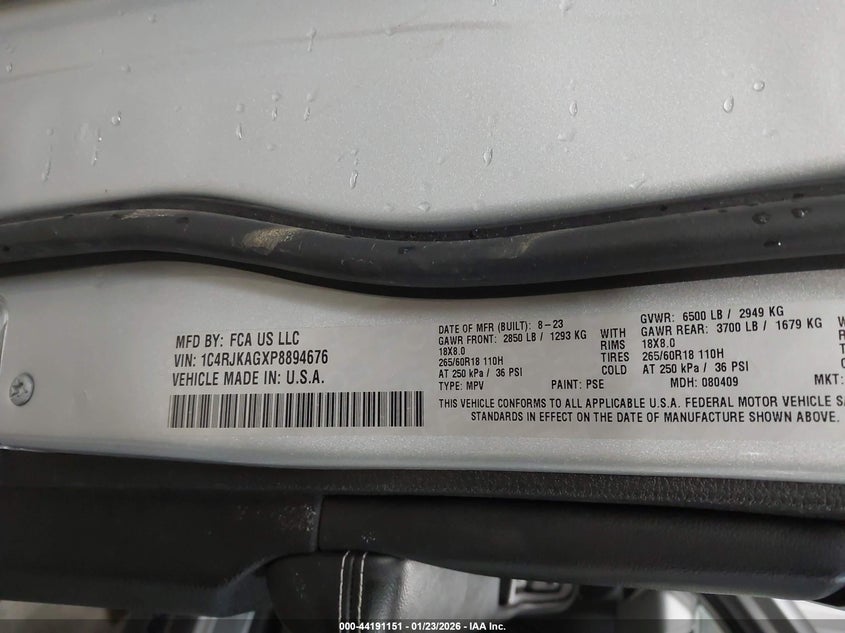 MFD BY: FCA US LLC
VIN: 1C4RJKAGXP8894676
VEHICLE MADE IN: U.S.A.
DATE OF MFR (BUILT): 8-23
GAWR FRONT: 2850 LB / 1293 KG WITH
18X8.0 RIMS
265/60R18 110H TIRES
AT 250 kPa / 36 PSI COLD
GVWR: 6500 LB / 2949 KG
GAWR REAR: 3700 LB / 1679 KG W
18X8.0
265/60R18 110H
AT 250 kPa / 36 PSI
TYPE: MPV PAINT: PSE MDH: 080409 MKT:
THIS VEHICLE CONFORMS TO ALL APPLICABLE U.S.A. FEDERAL MOTOR VEHICLE SA
STANDARDS IN EFFECT ON THE DATE OF MANUFACTURE SHOWN ABOVE.
000-44191151 - 01/23/2026 - IAA Inc.